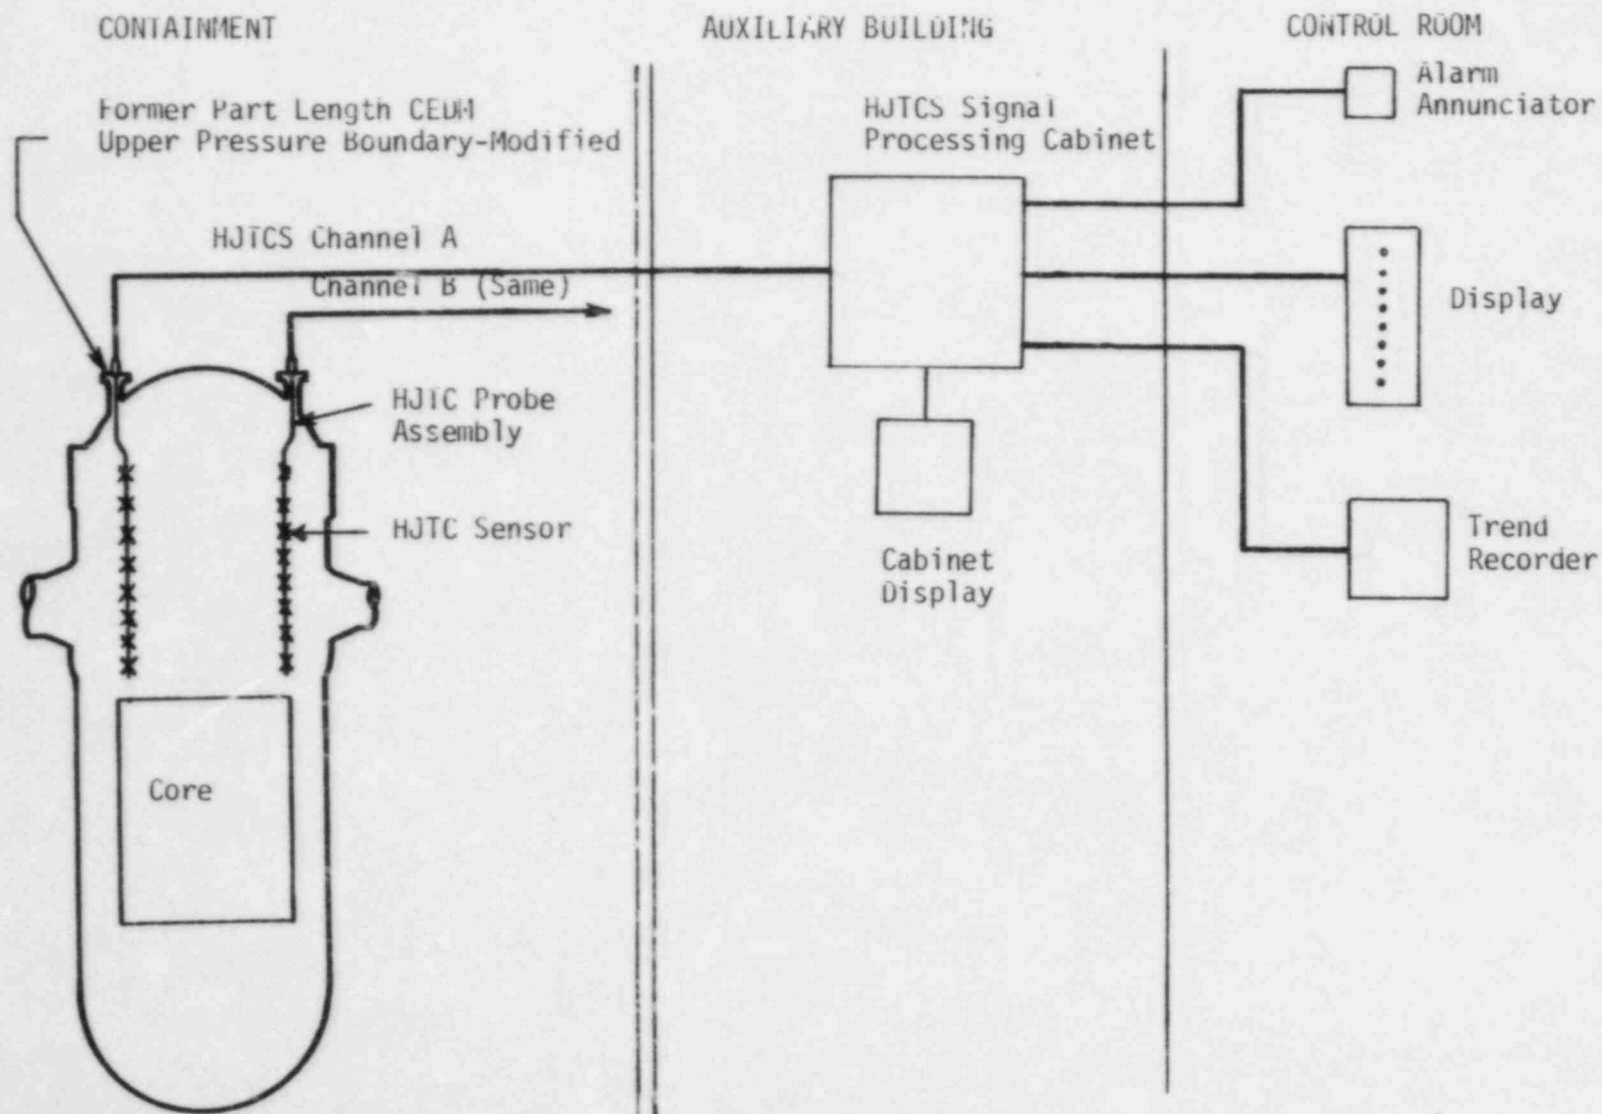 CONTAINMENT
AUXILIARY BUILDING
CONTROL ROOM
Former Part Length CEDM
Upper Pressure Boundary-Modified
HJTCS Signal
Processing Cabinet
Alarm
Annunciator
HJTCS Channel A
Channel B (Same)
Display
HJTC Probe
Assembly
HJTC Sensor
Cabinet
Display
Trend
Recorder
Core